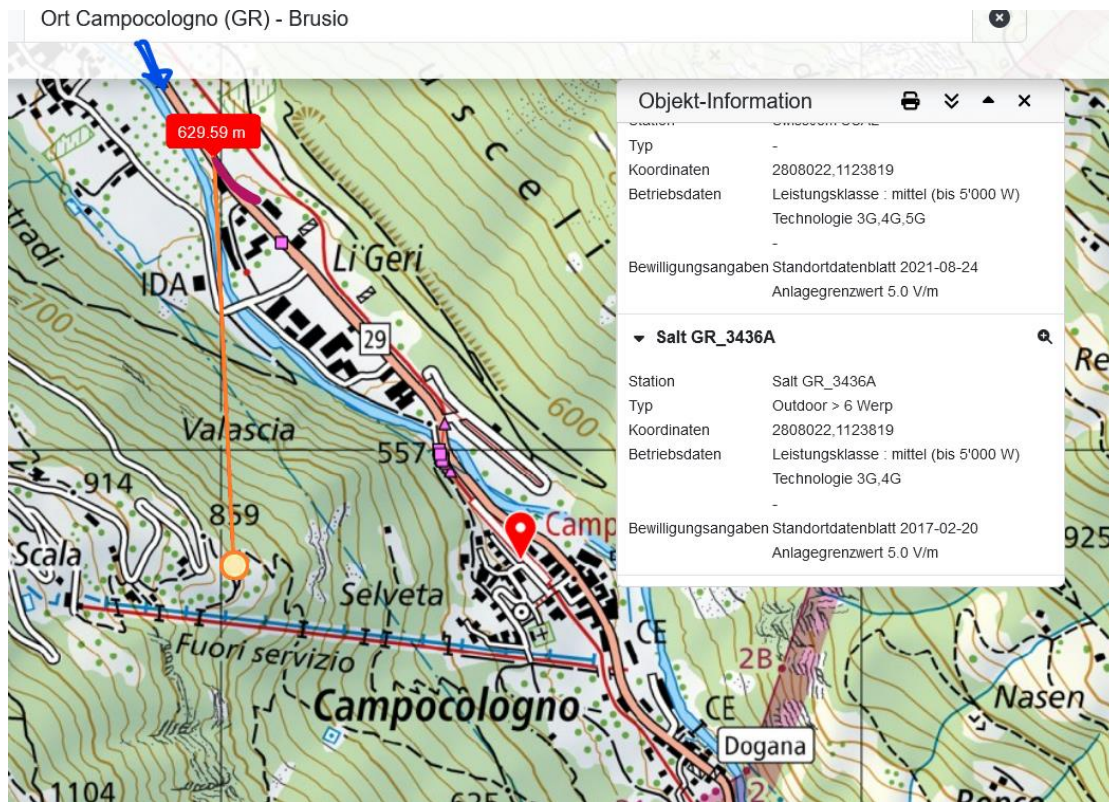 Ort Campocologno (GR) - Brusio
629.59 m
Objekt-Information
Typ
-
Koordinaten
2808022,1123819
Betriebsdaten
Leistungsklasse : mittel (bis 5'000 W)
Technologie 3G,4G,5G
-
Bewilligungsangaben
Standortdatenblatt 2021-08-24
Anlagegrenzwert 5.0 V/m
Salt GR_3436A
Station
Salt GR_3436A
Typ
Outdoor > 6 Werp
Koordinaten
2808022,1123819
Betriebsdaten
Leistungsklasse : mittel (bis 5'000 W)
Technologie 3G,4G
-
Bewilligungsangaben
Standortdatenblatt 2017-02-20
Anlagegrenzwert 5.0 V/m
Li Geri
IDA
29
700
600
Valascia
557
914
859
Scala
Selveta
Fuori servizio
Campocologno
CE
CE
2B
Dogana
Nasen
925
1104
2